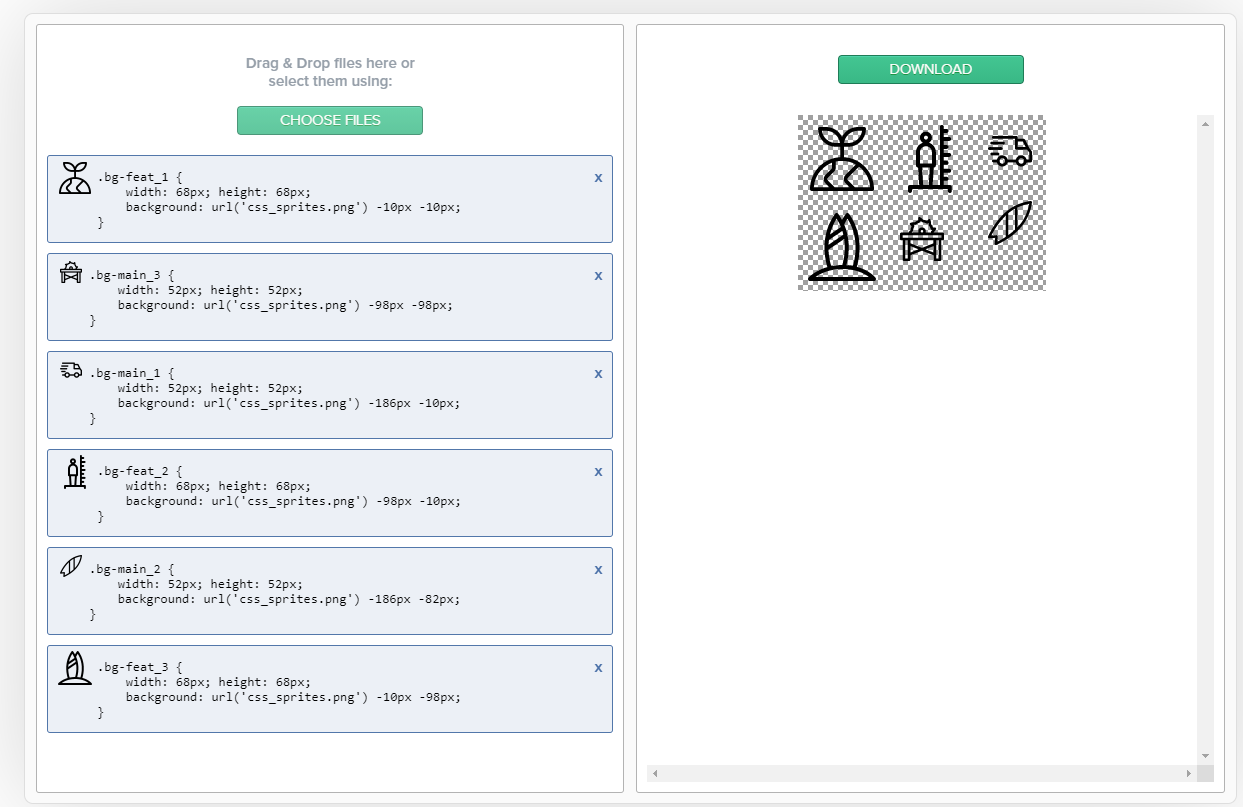 Drag & Drop files here or
select them using:
CHOOSE FILES
.bg-feat_1 {
    width: 68px; height: 68px;
    background: url('css_sprites.png') -10px -10px;
}
x
.bg-main_3 {
    width: 52px; height: 52px;
    background: url('css_sprites.png') -98px -98px;
}
x
.bg-main_1 {
    width: 52px; height: 52px;
    background: url('css_sprites.png') -186px -10px;
}
x
.bg-feat_2 {
    width: 68px; height: 68px;
    background: url('css_sprites.png') -98px -10px;
}
x
.bg-main_2 {
    width: 52px; height: 52px;
    background: url('css_sprites.png') -186px -82px;
}
x
.bg-feat_3 {
    width: 68px; height: 68px;
    background: url('css_sprites.png') -10px -98px;
}
x
DOWNLOAD